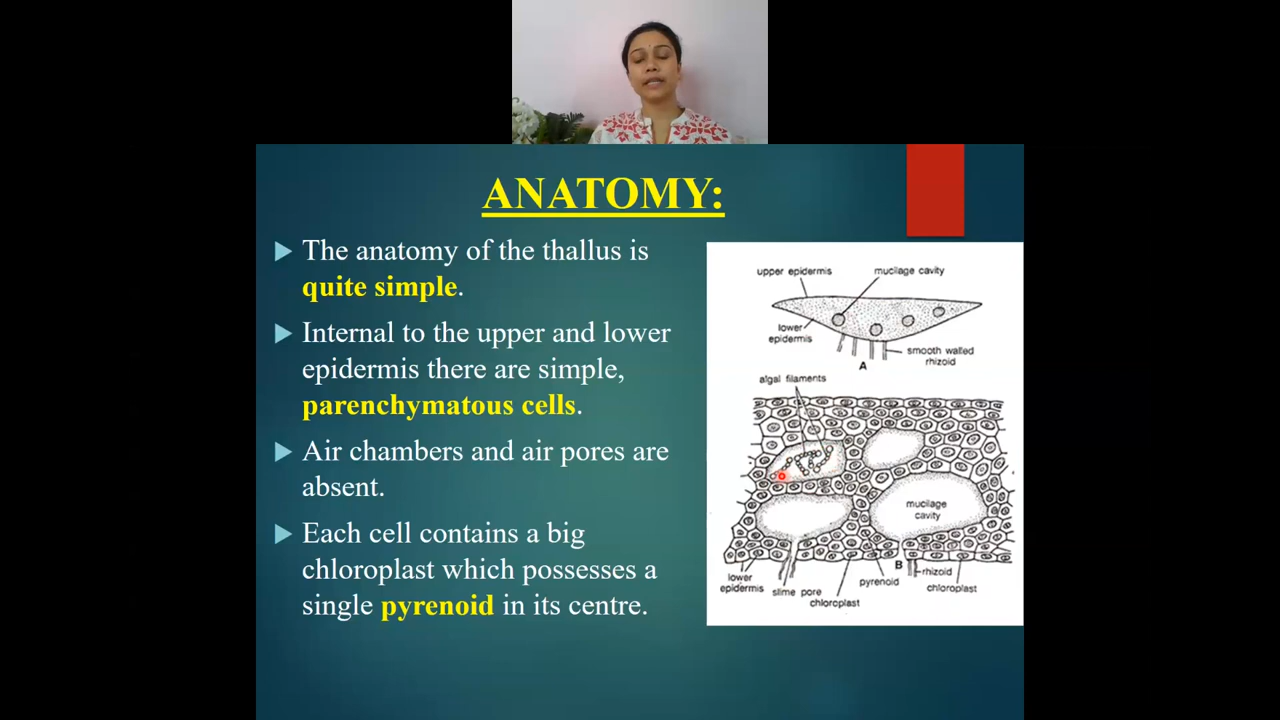 ANATOMY:
The anatomy of the thallus is
quite simple.
Internal to the upper and lower
epidermis there are simple,
parenchymatous cells.
Air chambers and air pores are
absent.
Each cell contains a big
chloroplast which possesses a
single pyrenoid in its centre.
upper epidermis
mucilage cavity
lower
epidermis
smooth walled
rhizoid
A
algal filaments
mucilage
cavity
lower
epidermis
slime pore
chloroplast
pyrenoid
B
rhizoid
chloroplast